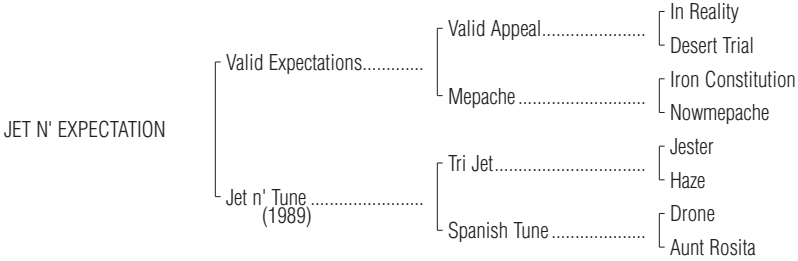 In Reality
Valid Appeal......................
Desert Trial
Valid Expectations.............
Iron Constitution
Mepache ...........................
Nowmepache
JET N' EXPECTATION
Jester
Tri Jet................................
Haze
Jet n' Tune ........................
(1989)
Drone
Spanish Tune ....................
Aunt Rosita